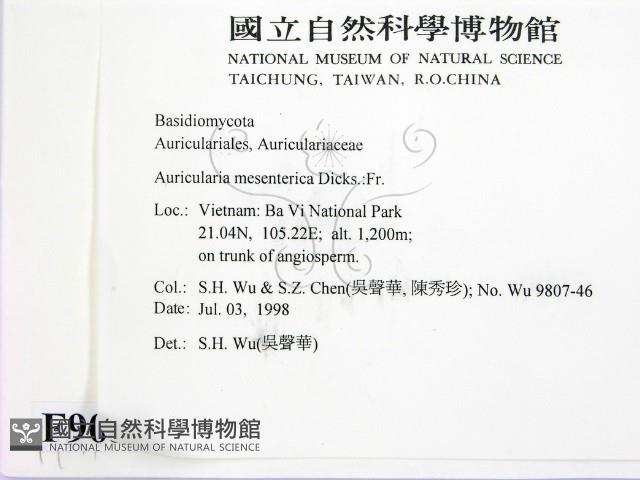 國立自然科學博物館
NATIONAL MUSEUM OF NATURAL SCIENCE
TAICHUNG, TAIWAN, R.O.CHINA
Basidiomycota
Auriculariales, Auriculariaceae
Auricularia mesenterica Dicks.:Fr.
Loc.: Vietnam: Ba Vi National Park
21.04N, 105.22E; alt. 1,200m;
on trunk of angiosperm.
Col.: S.H. Wu & S.Z. Chen(吳聲華, 陳秀珍); No. Wu 9807-46
Date: Jul. 03, 1998
Det.: S.H. Wu(吳聲華)
國立自然科學博物館
NATIONAL MUSEUM OF NATURAL SCIENCE